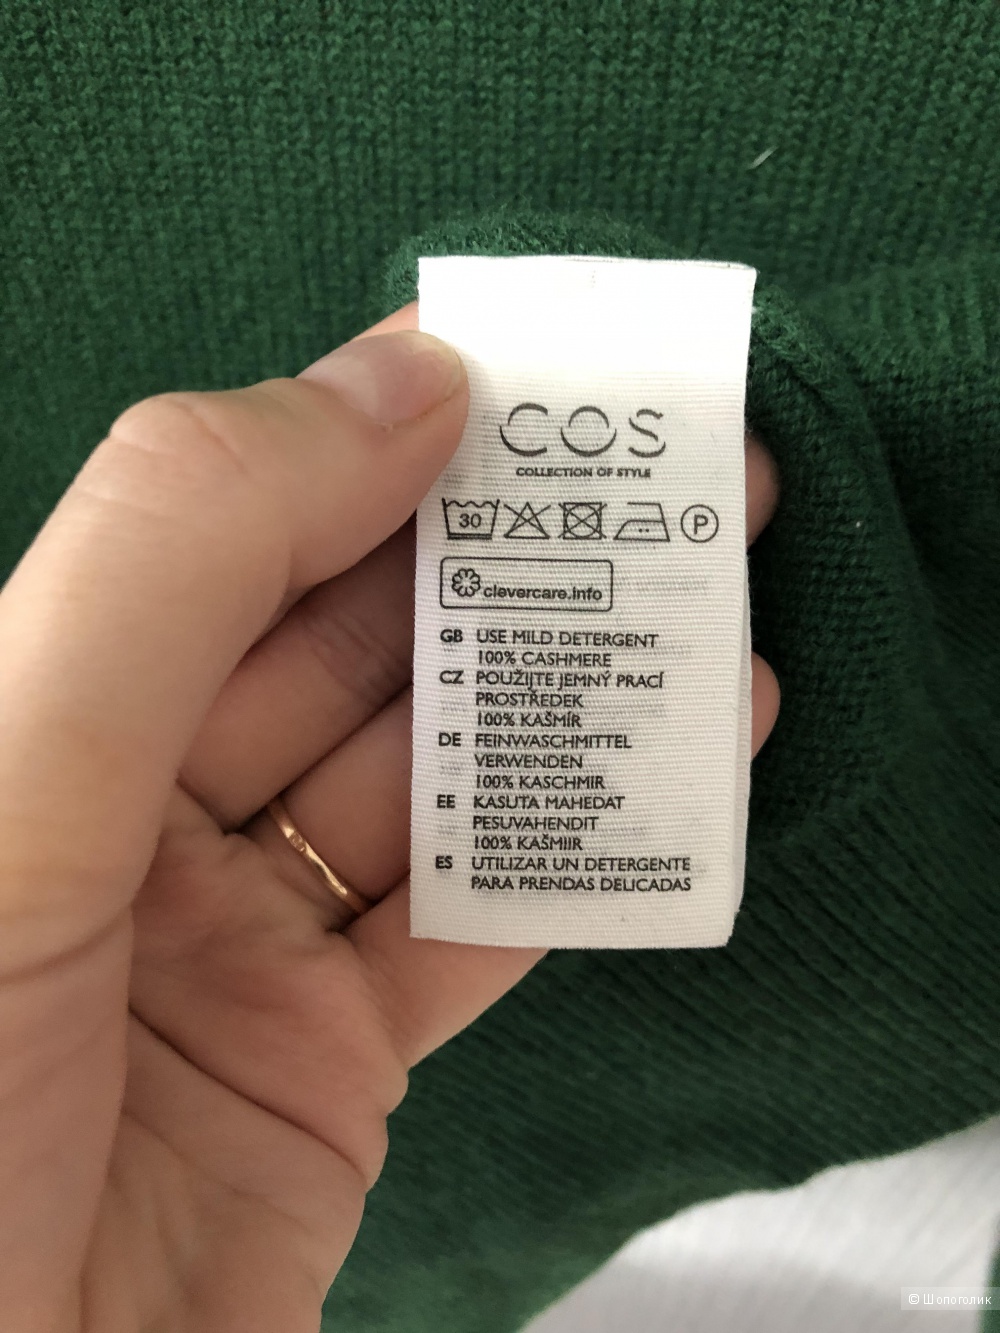 COS
COLLECTION OF STYLE
30
P
clevercare.info
GB USE MILD DETERGENT
100% CASHMERE
CZ POUŽIJTE JEMNÝ PRACÍ
PROSTŘEDEK
100% KAŠMÍR
DE FEINWASCHMITTEL
VERWENDEN
100% KASCHMIR
EE KASUTA MAHEDAT
PESUVAHENDIT
100% KAŠMIIR
ES UTILIZAR UN DETERGENTE
PARA PRENDAS DELICADAS
© Шопоголик